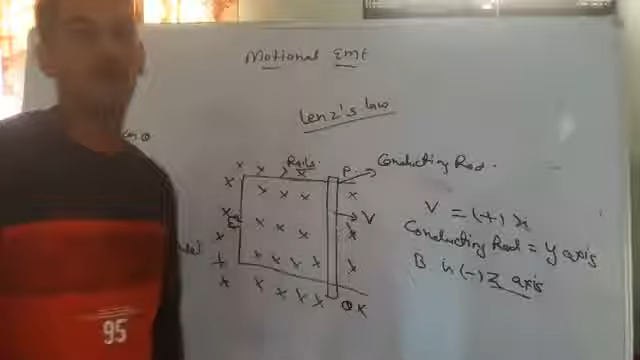 Motional Emf
Lenz's law
Rails
P
Conducting Rod.
V
V = (+) x
Conducting Rod = y axis
B in (-) Z axis
95